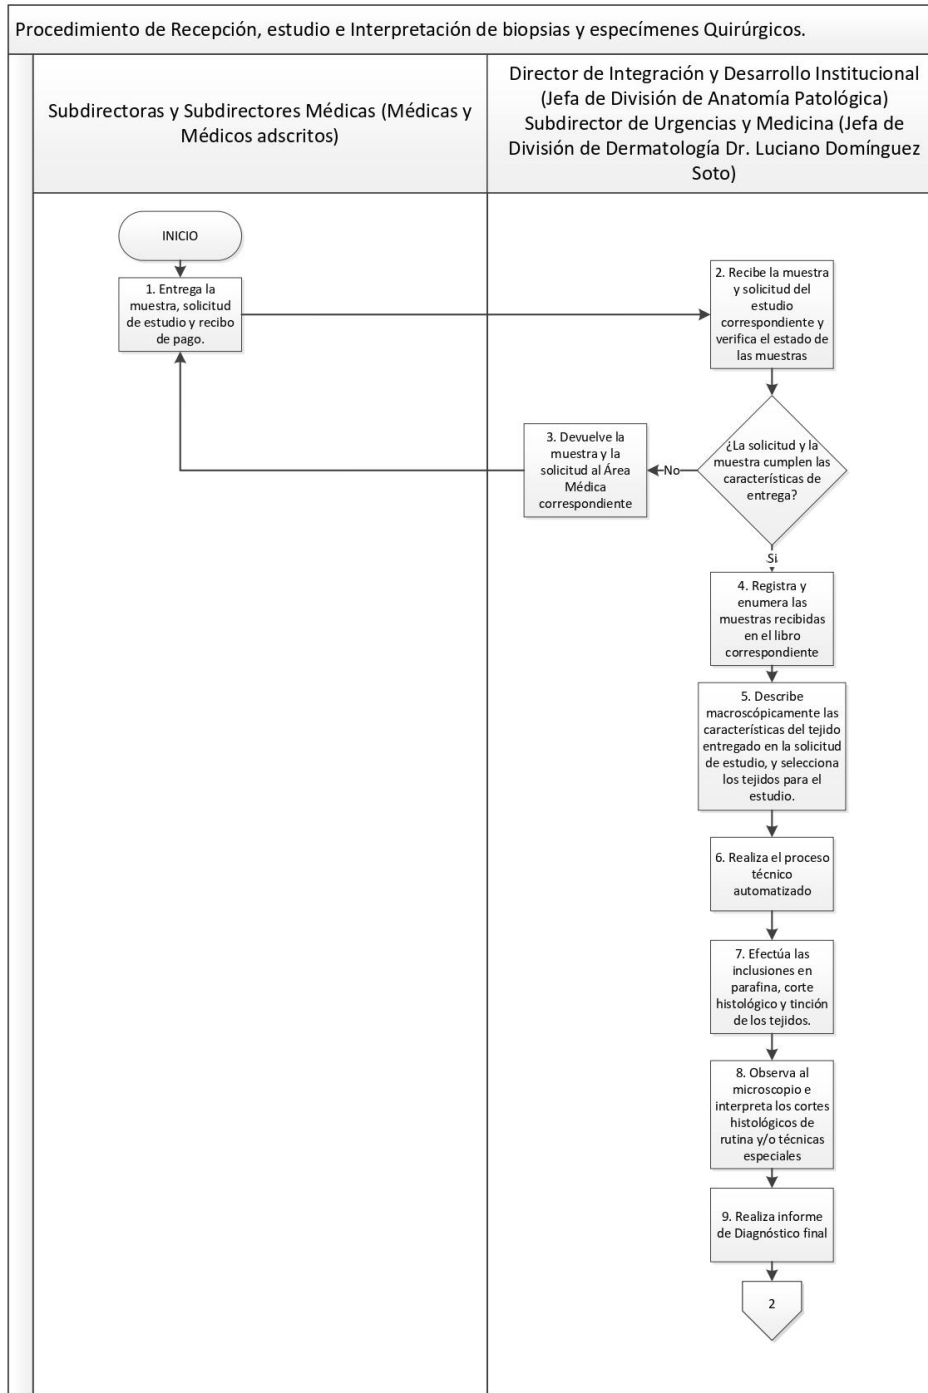 Procedimiento de Recepción, estudio e Interpretación de biopsias y especímenes Quirúrgicos.
Subdirectoras y Subdirectores Médicas (Médicas y
Médicos adscritos)
Director de Integración y Desarrollo Institucional
(Jefa de División de Anatomía Patológica)
Subdirector de Urgencias y Medicina (Jefa de
División de Dermatología Dr. Luciano Domínguez
Soto)
INICIO
1. Entrega la
muestra, solicitud
de estudio y recibo
de pago.
2. Recibe la muestra
y solicitud del
estudio
correspondiente y
verifica el estado de
las muestras
¿La solicitud y la
muestra cumplen las
características de
entrega?
No
3. Devuelve la
muestra y la
solicitud al Área
Médica
correspondiente
Si
4. Registra y
enumera las
muestras recibidas
en el libro
correspondiente
5. Describe
macroscópicamente las
características del tejido
entregado en la solicitud
de estudio, y selecciona
los tejidos para el
estudio.
6. Realiza el proceso
técnico
automatizado
7. Efectúa las
inclusiones en
parafina, corte
histológico y tinción
de los tejidos.
8. Observa al
microscopio e
interpreta los cortes
histológicos de
rutina y/o técnicas
especiales
9. Realiza informe
de Diagnóstico final
2